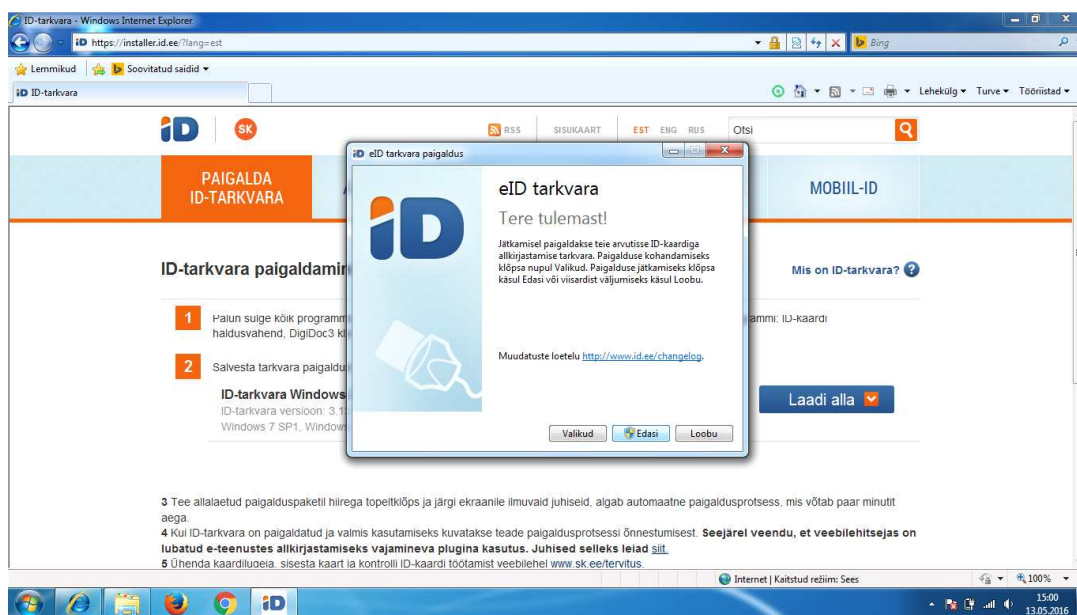 ID-tarkvara - Windows Internet Explorer
https://installer.id.ee/?lang=est
Bing
Lemmikud
Soovitatud saidid
ID-tarkvara
Lehekülg
Turve
Tööriistad
iD
SK
RSS
SISUKAART
EST ENG RUS
Otsi
PAIGALDA
ID-TARKVARA
MOBIIL-ID
eID tarkvara paigaldus
iD
eID tarkvara
Tere tulemast!
Jätkamisel paigaldakse teie arvutisse ID-kaardiga
allkirjastamise tarkvara. Paigalduse kohandamiseks
klõpsa nupul Valikud. Paigalduse jätkamiseks klõpsa
käsul Edasi või viisardist väljumiseks käsul Loobu.
Muudatuste loetelu http://www.id.ee/changelog.
Valikud
Edasi
Loobu
ID-tarkvara
Mis on ID-tarkvara?
1
Palun sulge kõik
ID-kaardi
haldusvahend, DigiDoc3
2
Salvesta tarkvara
ID-tarkvara Windows
ID-tarkvara versioon:
Windows 7 SP1,
Laadi alla
3 Tee allalaetud paigalduspaketil hiirega topeltklõps ja järgi ekraanile ilmuvaid juhiseid, algab automaatne paigaldusprotsess, mis võtab paar minutit
aega.
4 Kui ID-tarkvara on paigaldatud ja valmis kasutamiseks kuvatakse teade paigaldusprotsessi õnnestumisest. Seejärel veendu, et veebilehitsejas on
lubatud e-teenustes allkirjastamiseks vajamineva plugina kasutus. Juhised selleks leiad siit.
5 Ühenda kaardilugeja, sisesta kaart ja kontrolli ID-kaardi töötamist veebilehel www.sk.ee/tervitus.
Internet | Kaitstud režiim: Sees
100%
iD
15:00
13.05.2016